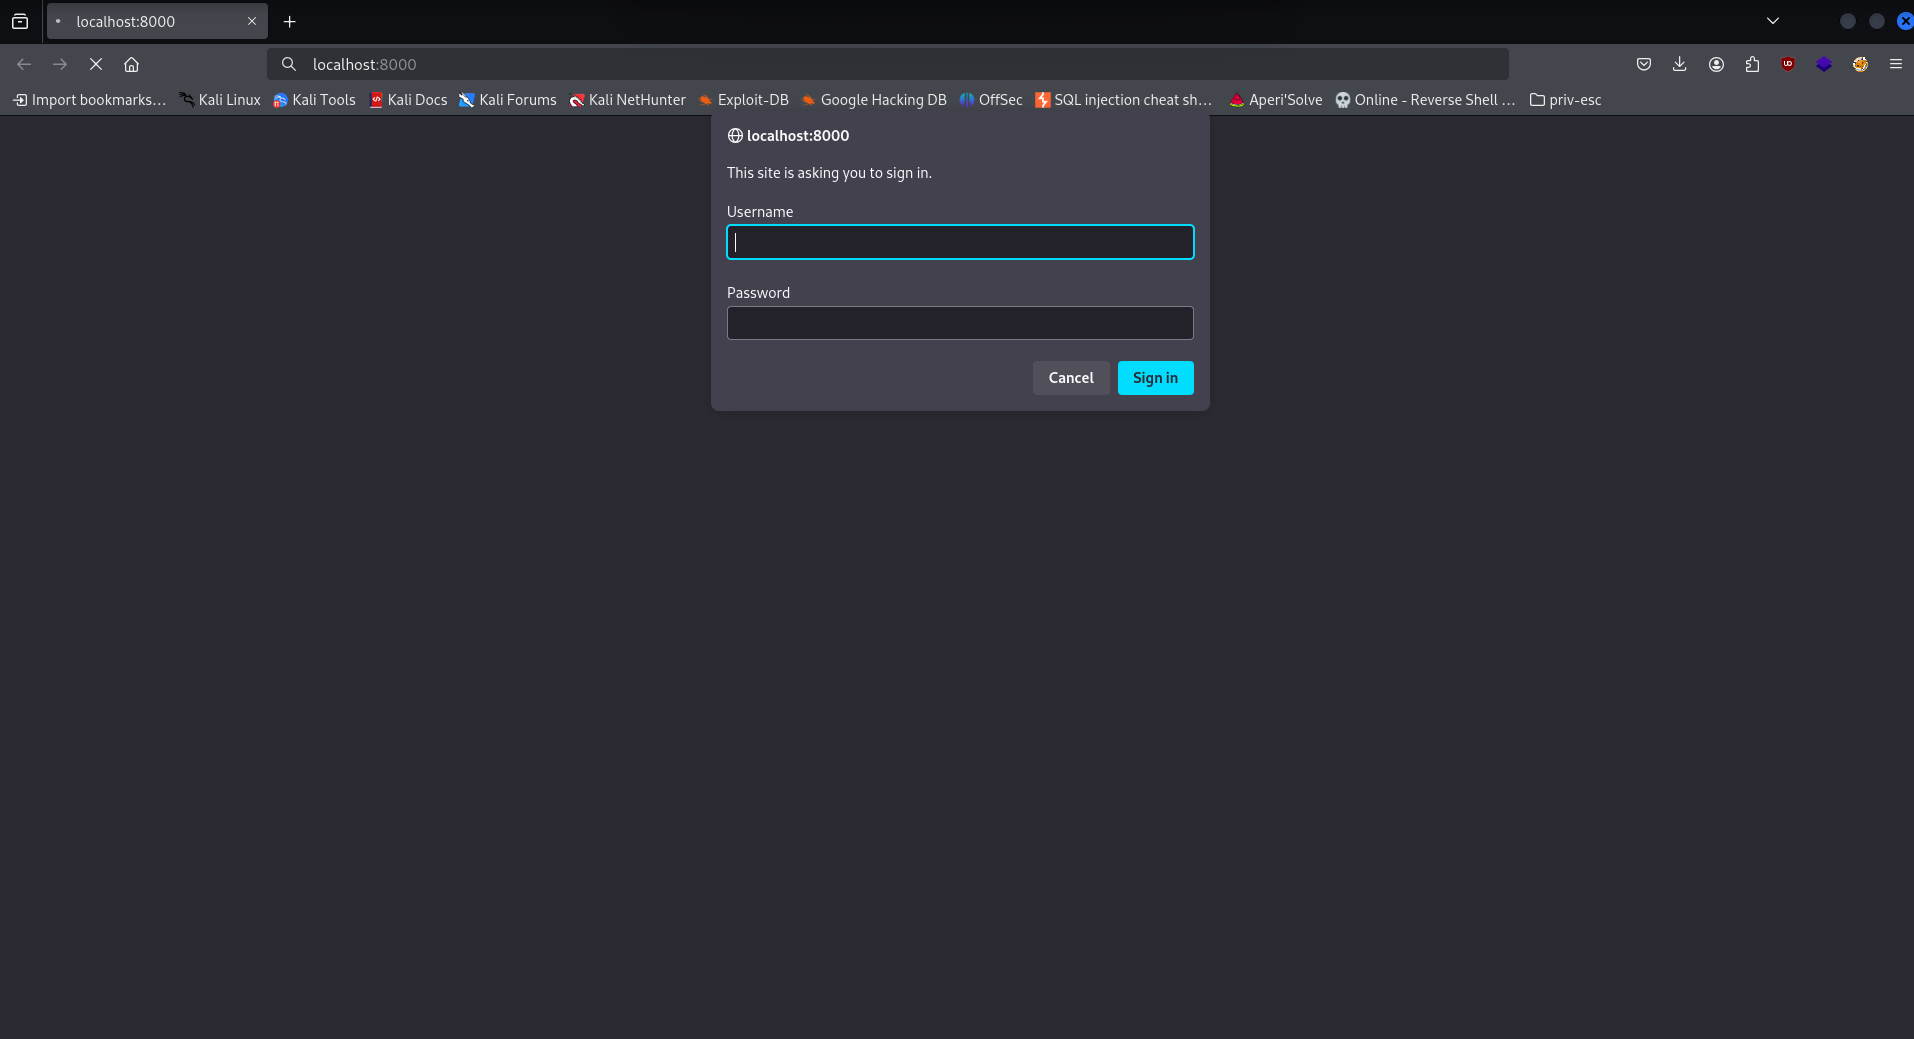 localhost:8000
localhost:8000
Import bookmarks… Kali Linux Kali Tools Kali Docs Kali Forums Kali NetHunter Exploit-DB Google Hacking DB OffSec SQL injection cheat sh… Aperi'Solve Online - Reverse Shell … priv-esc
localhost:8000
This site is asking you to sign in.
Username
Password
Cancel Sign in